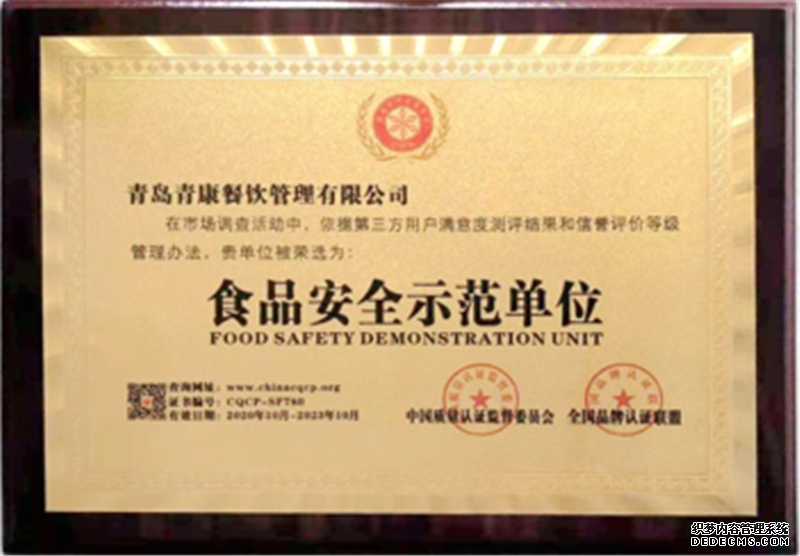 青岛青康餐饮管理有限公司
在市场调查活动中，依据第三方用户满意度测评结果和信誉评价等级
管理办法，贵单位被荣选为：
食品安全示范单位
FOOD SAFETY DEMONSTRATION UNIT
查询网址：www.chinacqcp.org
证书编号：CQCP-SP780
有效日期：2020年10月-2023年10月
中国质量认证监督委员会 全国品牌认证联盟
织梦内容管理系统
DEDECMS.COM